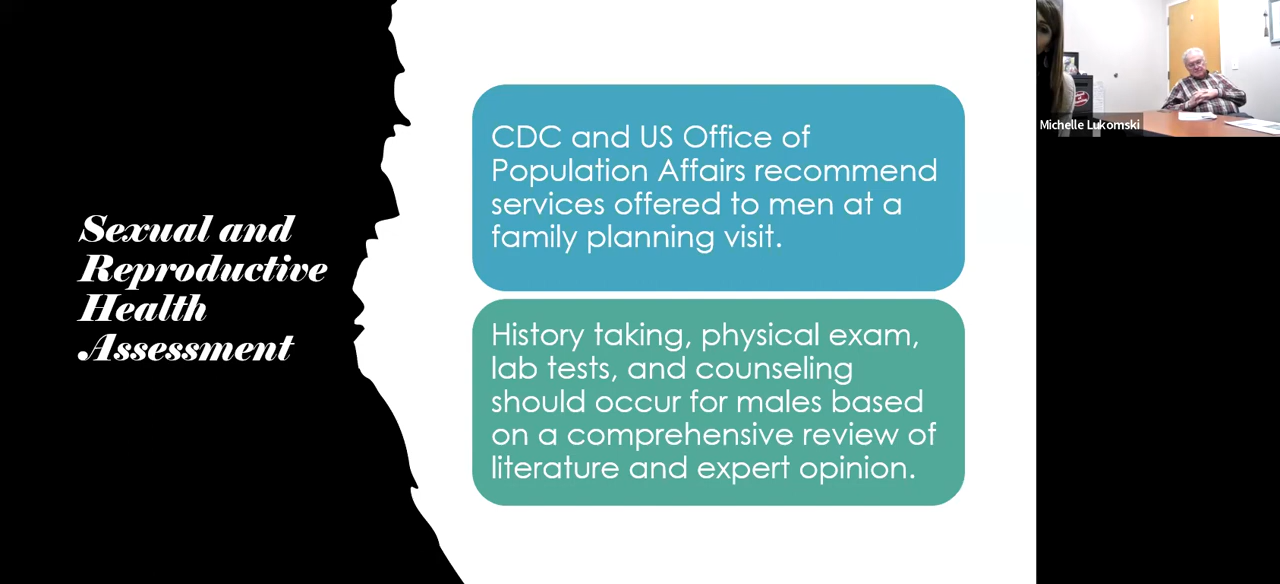 Sexual and
Reproductive
Health
Assessment
CDC and US Office of
Population Affairs recommend
services offered to men at a
family planning visit.
History taking, physical exam,
lab tests, and counseling
should occur for males based
on a comprehensive review of
literature and expert opinion.
Michelle Lukomski